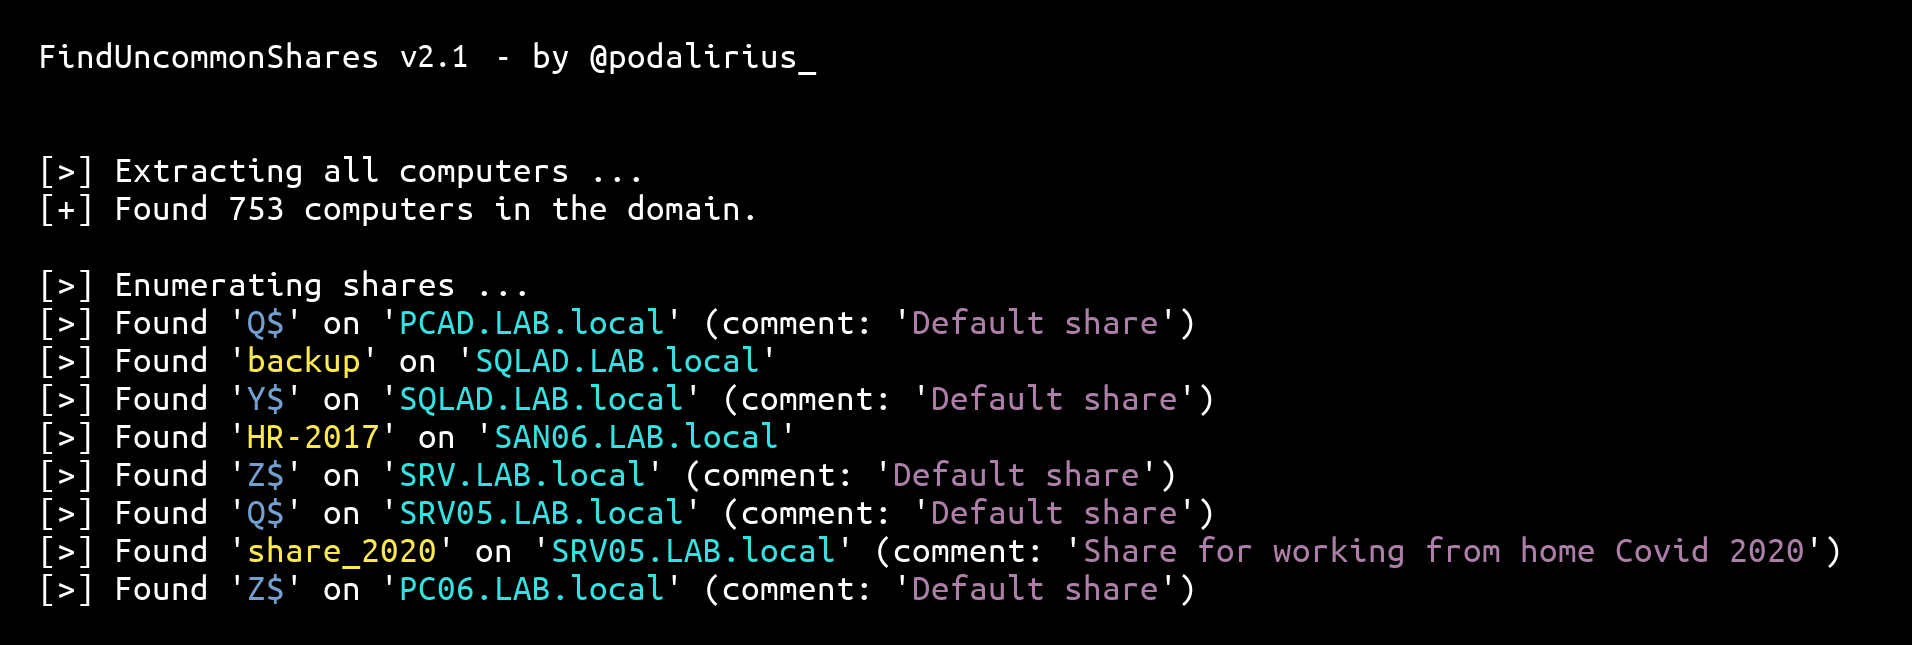 FindUncommonShares v2.1 - by @podalirius_
[>] Extracting all computers ...
[+] Found 753 computers in the domain.
[>] Enumerating shares ...
[>] Found 'Q$' on 'PCAD.LAB.local' (comment: 'Default share')
[>] Found 'backup' on 'SQLAD.LAB.local'
[>] Found 'Y$' on 'SQLAD.LAB.local' (comment: 'Default share')
[>] Found 'HR-2017' on 'SAN06.LAB.local'
[>] Found 'Z$' on 'SRV.LAB.local' (comment: 'Default share')
[>] Found 'Q$' on 'SRV05.LAB.local' (comment: 'Default share')
[>] Found 'share_2020' on 'SRV05.LAB.local' (comment: 'Share for working from home Covid 2020')
[>] Found 'Z$' on 'PC06.LAB.local' (comment: 'Default share')